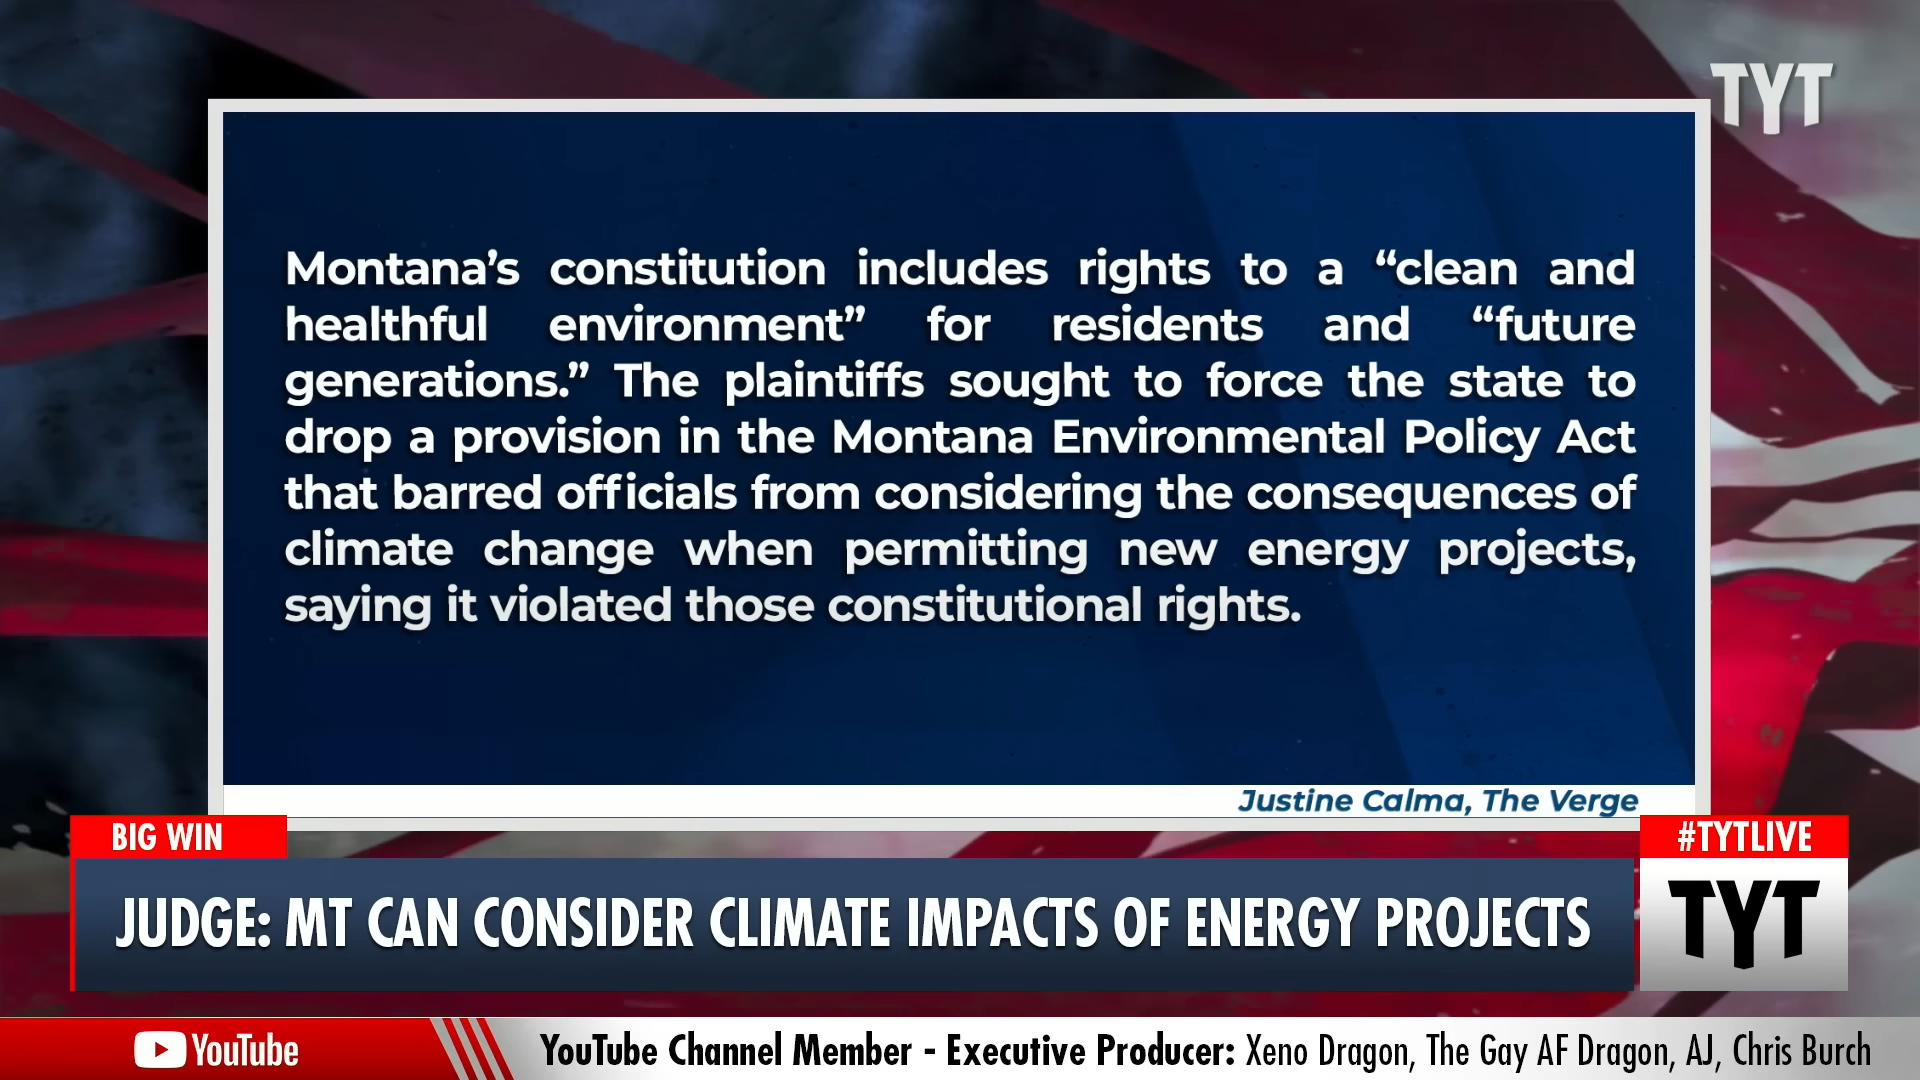 TYT
Montana’s constitution includes rights to a “clean and
healthful environment” for residents and “future
generations.” The plaintiffs sought to force the state to
drop a provision in the Montana Environmental Policy Act
that barred officials from considering the consequences of
climate change when permitting new energy projects,
saying it violated those constitutional rights.
Justine Calma, The Verge
BIG WIN
#TYTLIVE
JUDGE: MT CAN CONSIDER CLIMATE IMPACTS OF ENERGY PROJECTS
TYT
YouTube
YouTube Channel Member - Executive Producer: Xeno Dragon, The Gay AF Dragon, AJ, Chris Burch